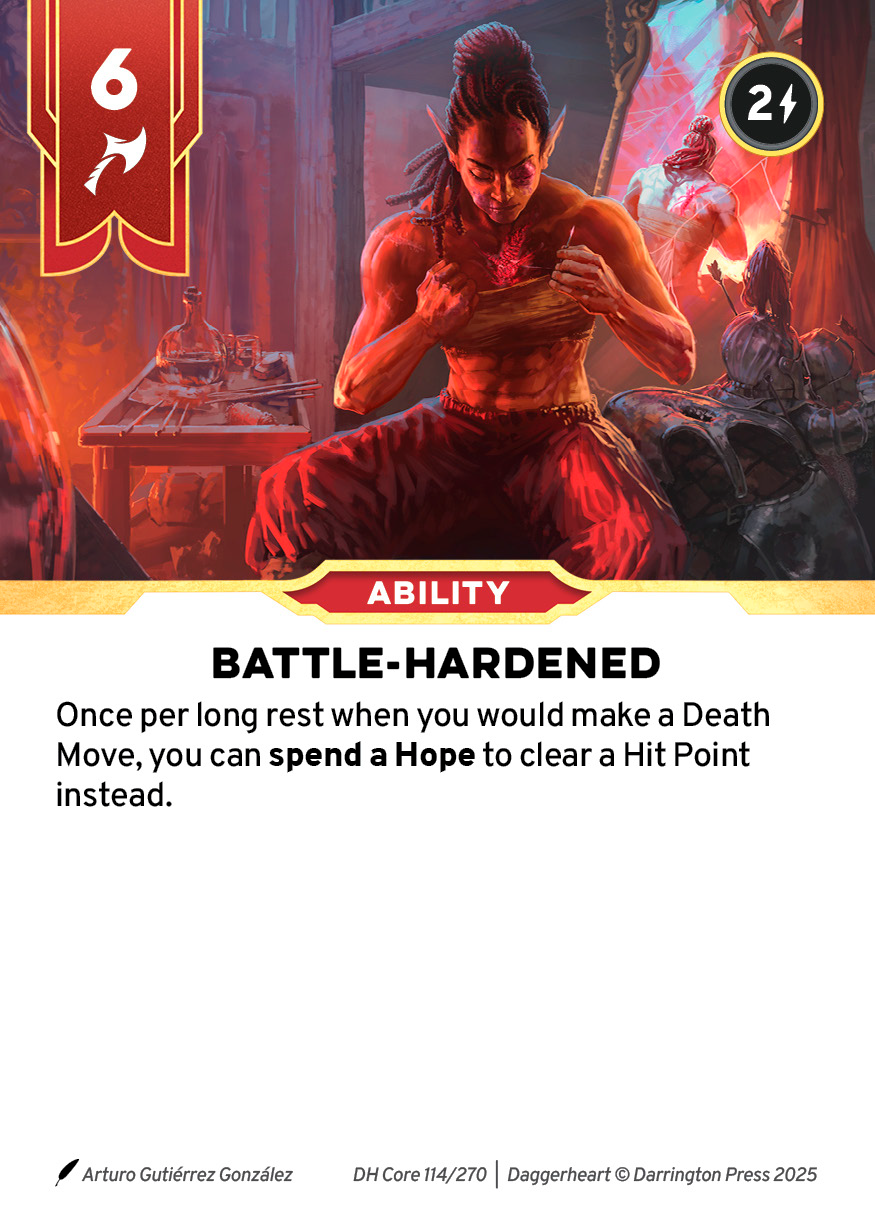 6
2
ABILITY
BATTLE-HARDENED
Once per long rest when you would make a Death
Move, you can spend a Hope to clear a Hit Point
instead.
Arturo Gutiérrez González
DH Core 114/270 | Daggerheart © Darrington Press 2025